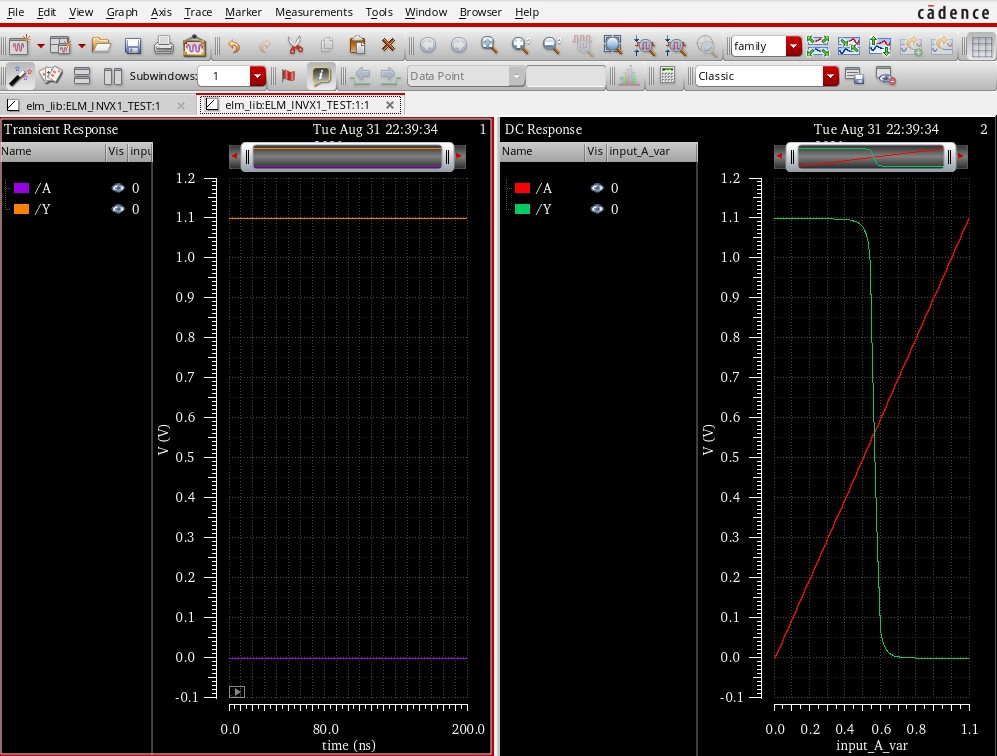 File Edit View Graph Axis Trace Marker Measurements Tools Window Browser Help
cādence
family
Subwindows: 1
Data Point
Classic
elm_lib:ELM_INVX1_TEST:1
elm_lib:ELM_INVX1_TEST:1:1
Transient Response
Tue Aug 31 22:39:34
1
Name Vis inpu
/A 0
/Y 0
1.2
1.1
1.0
0.9
0.8
0.7
0.6
0.5
0.4
0.3
0.2
0.1
0.0
-0.1
V (V)
0.0 80.0 200.0
time (ns)
DC Response
Tue Aug 31 22:39:34
2
Name Vis input_A_var
/A 0
/Y 0
1.2
1.1
1.0
0.9
0.8
0.7
0.6
0.5
0.4
0.3
0.2
0.1
0.0
-0.1
V (V)
0.0 0.2 0.4 0.6 0.8 1.1
input_A_var